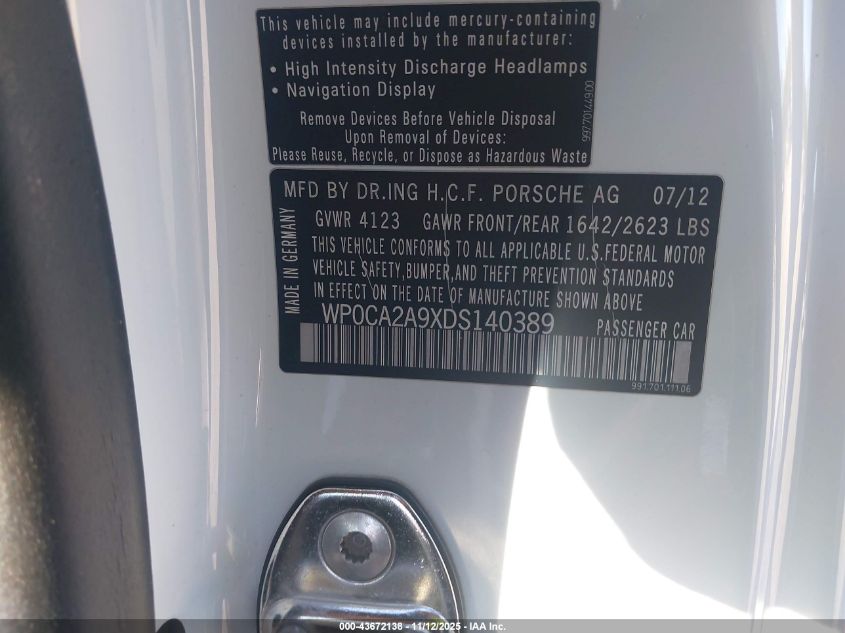 This vehicle may include mercury-containing
devices installed by the manufacturer:
• High Intensity Discharge Headlamps
• Navigation Display
Remove Devices Before Vehicle Disposal
Upon Removal of Devices:
Please Reuse, Recycle, or Dispose as Hazardous Waste
99770144900
MFD BY DR.ING H.C.F. PORSCHE AG 07/12
GVWR 4123 GAWR FRONT/REAR 1642/2623 LBS
THIS VEHICLE CONFORMS TO ALL APPLICABLE U.S.FEDERAL MOTOR
VEHICLE SAFETY,BUMPER,AND THEFT PREVENTION STANDARDS
IN EFFECT ON THE DATE OF MANUFACTURE SHOWN ABOVE
MADE IN GERMANY
WP0CA2A9XDS140389 PASSENGER CAR
991.701.111.06
000-43672138 - 11/12/2025 - IAA Inc.